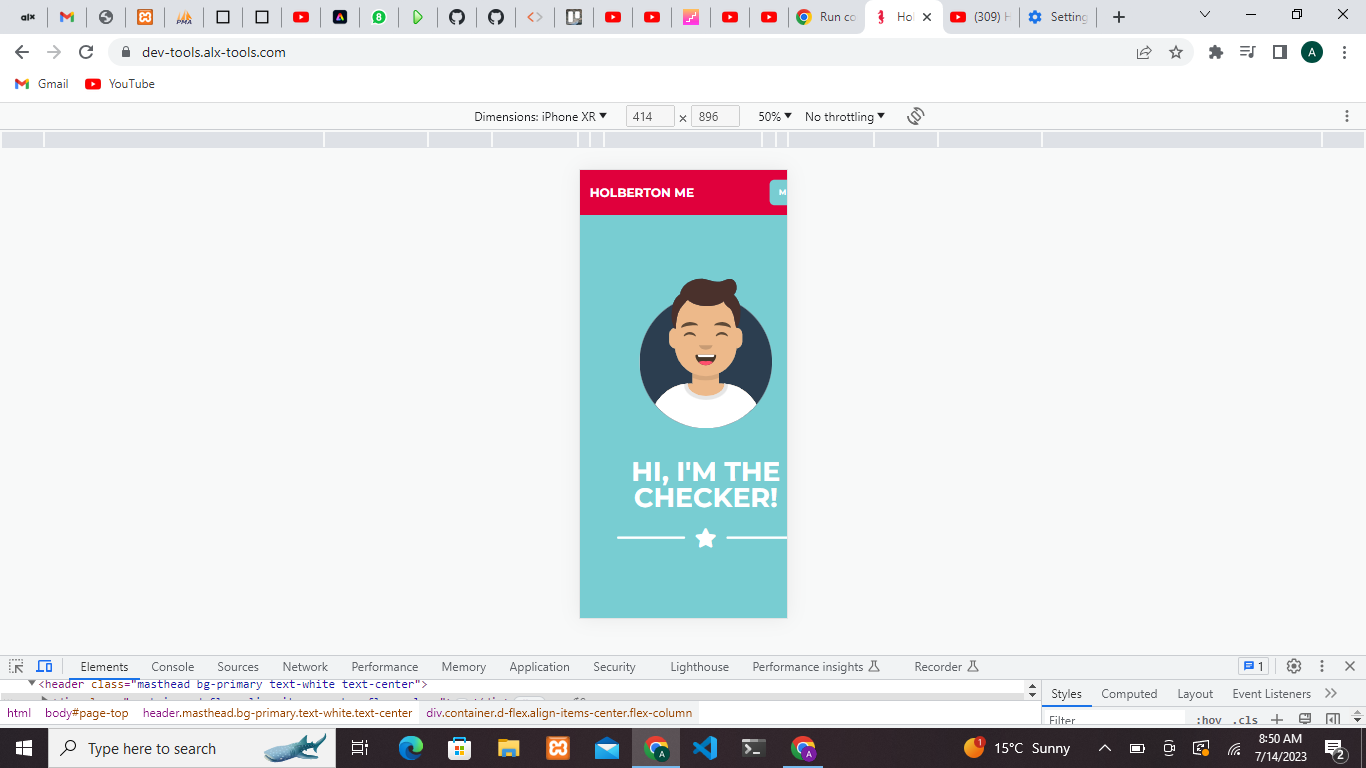 alx
8
PMA
Run co
Hol
(309) H
Setting
dev-tools.alx-tools.com
A
Gmail
YouTube
Dimensions: iPhone XR
414 × 896
50%
No throttling
HOLBERTON ME
M
HI, I'M THE
CHECKER!
Elements
Console
Sources
Network
Performance
Memory
Application
Security
Lighthouse
Performance insights
Recorder
1
<header class="masthead bg-primary text-white text-center">
Styles
Computed
Layout
Event Listeners
html
body#page-top
header.masthead.bg-primary.text-white.text-center
div.container.d-flex.align-items-center.flex-column
Filter
:hov
.cls
Type here to search
A
A
1
15°C Sunny
8:50 AM
7/14/2023
2